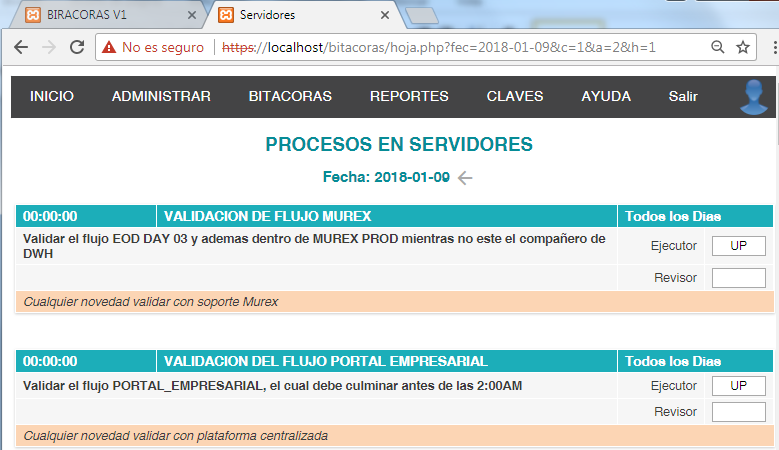 BIRACORAS V1
Servidores
No es seguro https://localhost/bitacoras/hoja.php?fec=2018-01-09&c=1&a=2&h=1
INICIO ADMINISTRAR BITACORAS REPORTES CLAVES AYUDA Salir
PROCESOS EN SERVIDORES
Fecha: 2018-01-09
00:00:00 VALIDACION DE FLUJO MUREX Todos los Dias
Validar el flujo EOD DAY 03 y ademas dentro de MUREX PROD mientras no este el compañero de
DWH
Ejecutor UP
Revisor
Cualquier novedad validar con soporte Murex
00:00:00 VALIDACION DEL FLUJO PORTAL EMPRESARIAL Todos los Dias
Validar el flujo PORTAL_EMPRESARIAL, el cual debe culminar antes de las 2:00AM Ejecutor UP
Revisor
Cualquier novedad validar con plataforma centralizada